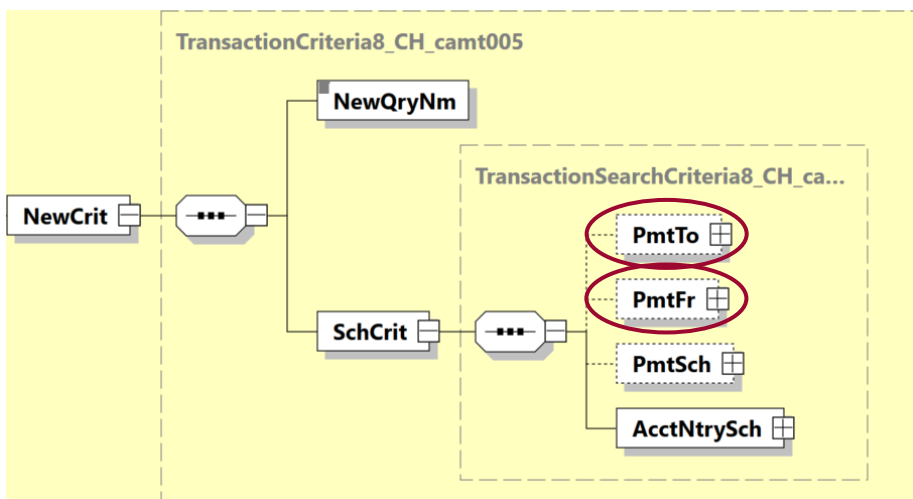 TransactionCriteria8_CH_camt005
NewQryNm
TransactionSearchCriteria8_CH_ca...
NewCrit
PmtTo
PmtFr
SchCrit
PmtSch
AcctNtrySch